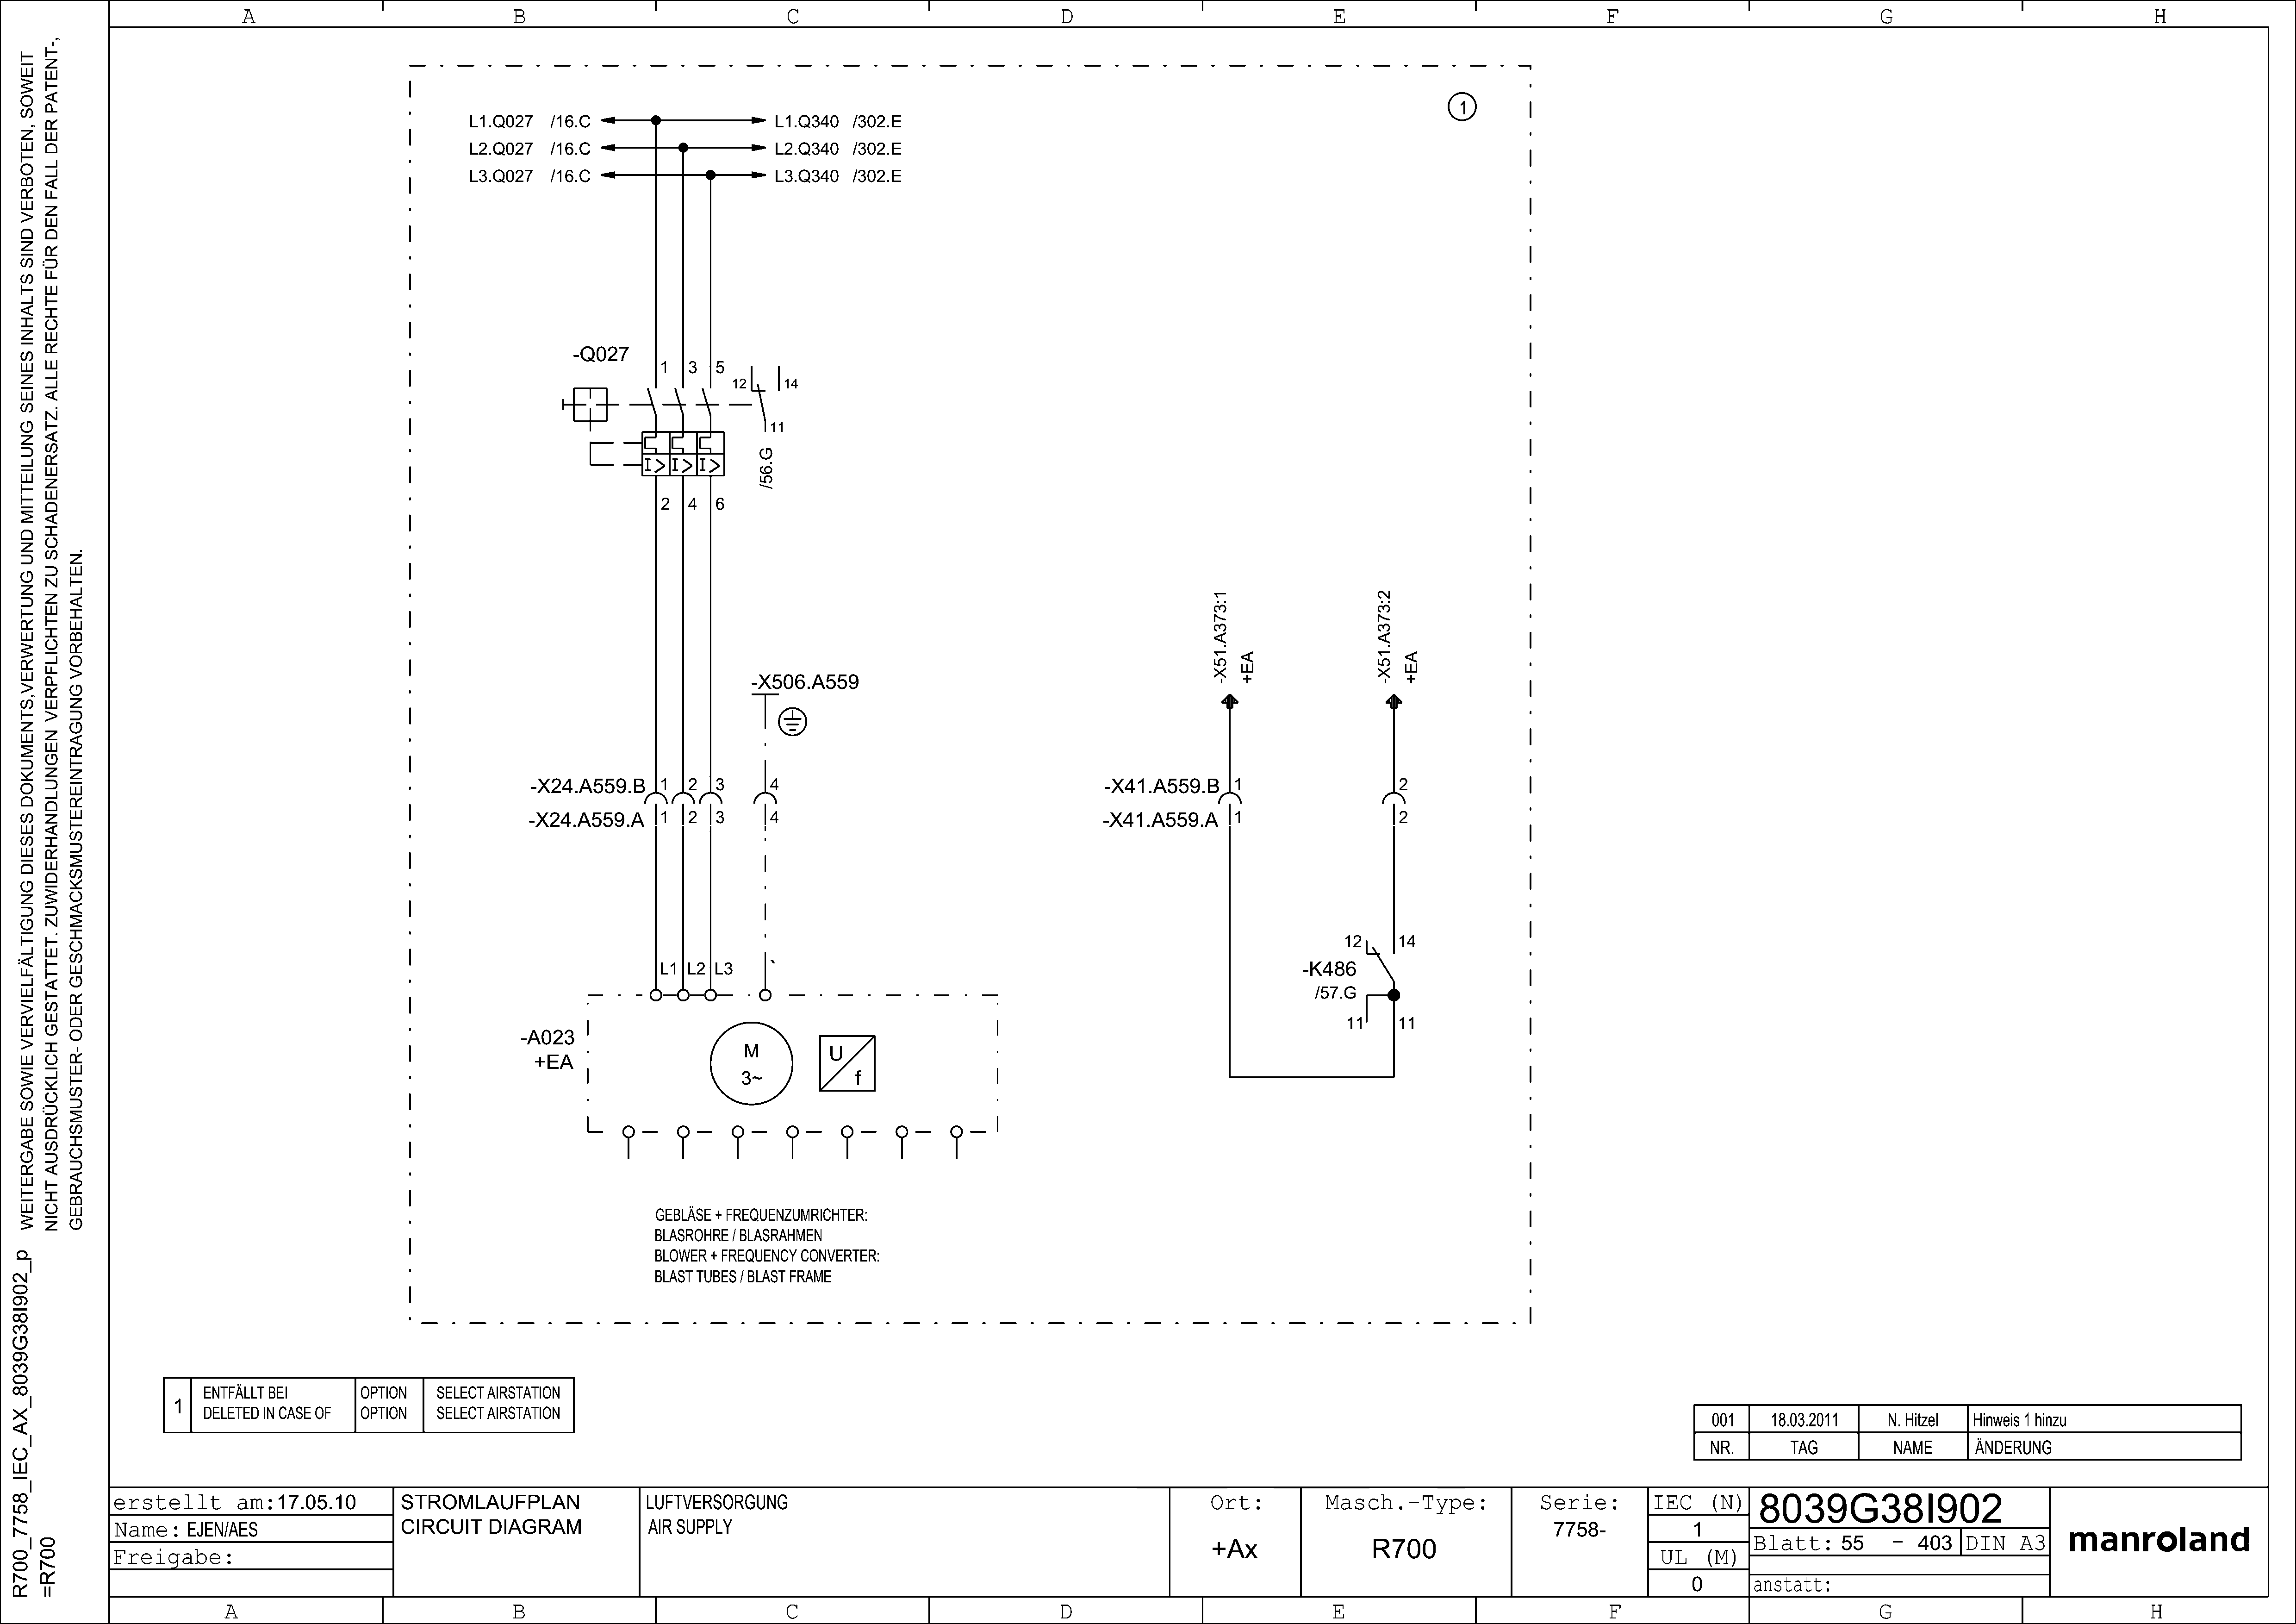 A B C D E F G H
WEITERGABE SOWIE VERVIELFÄLTIGUNG DIESES DOKUMENTS,VERWERTUNG UND MITTEILUNG SEINES INHALTS SIND VERBOTEN, SOWEIT
NICHT AUSDRÜCKLICH GESTATTET. ZUWIDERHANDLUNGEN VERPFLICHTEN ZU SCHADENERSATZ. ALLE RECHTE FÜR DEN FALL DER PATENT-,
GEBRAUCHSMUSTER- ODER GESCHMACKSMUSTEREINTRAGUNG VORBEHALTEN.
R700_7758_IEC_AX_8039G38I902_p
=R700
1
L1.Q027 /16.C L1.Q340 /302.E
L2.Q027 /16.C L2.Q340 /302.E
L3.Q027 /16.C L3.Q340 /302.E
-Q027
1 3 5
12 14
11
I> I> I>
/56.G
2 4 6
-X51.A373:1
+EA
-X51.A373:2
+EA
-X506.A559
-X24.A559.B 1 2 3 4
-X24.A559.A 1 2 3 4
-X41.A559.B 1 2
-X41.A559.A 1 2
12 14
-K486
/57.G
11 11
L1 L2 L3
-A023
+EA
M
3~
U
f
GEBLÄSE + FREQUENZUMRICHTER:
BLASROHRE / BLASRAHMEN
BLOWER + FREQUENCY CONVERTER:
BLAST TUBES / BLAST FRAME
1
ENTFÄLLT BEI OPTION SELECT AIRSTATION
DELETED IN CASE OF OPTION SELECT AIRSTATION
001 18.03.2011 N. Hitzel Hinweis 1 hinzu
NR. TAG NAME ÄNDERUNG
erstellt am:17.05.10
Name: EJEN/AES
Freigabe:
STROMLAUFPLAN
CIRCUIT DIAGRAM
LUFTVERSORGUNG
AIR SUPPLY
Ort:
+Ax
Masch.-Type:
R700
Serie:
7758-
IEC (N)
1
UL (M)
0
8039G38I902
Blatt: 55 - 403 DIN A3
anstatt:
manroland
A B C D E F G H